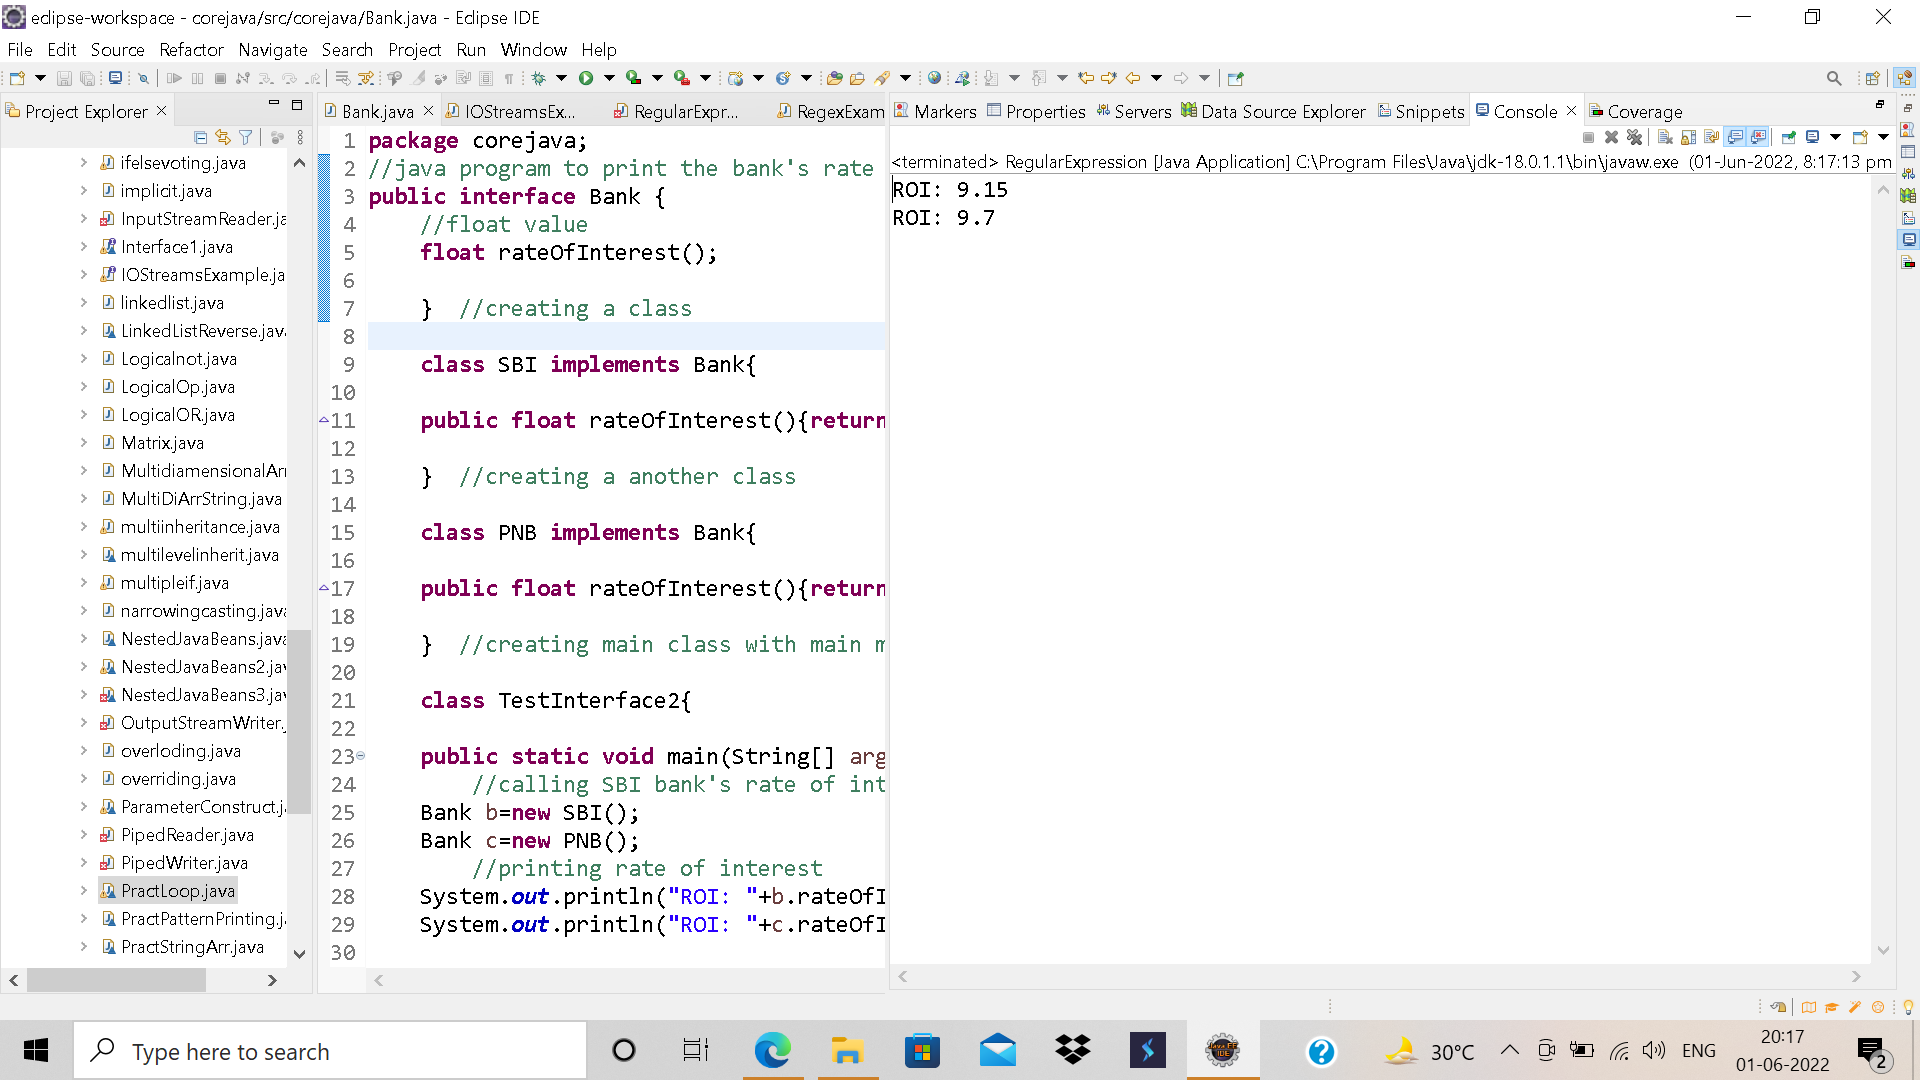 eclipse-workspace - corejava/src/corejava/Bank.java - Eclipse IDE
File Edit Source Refactor Navigate Search Project Run Window Help
Project Explorer
ifelsevoting.java
implicit.java
InputStreamReader.ja
Interface1.java
IOStreamsExample.ja
linkedlist.java
LinkedListReverse.java
Logicalnot.java
LogicalOp.java
LogicalOR.java
Matrix.java
MultidiamensionalArr
MultiDiArrString.java
multiinheritance.java
multilevelinherit.java
multipleif.java
narrowingcasting.java
NestedJavaBeans.java
NestedJavaBeans2.jav
NestedJavaBeans3.jav
OutputStreamWriter.
overloding.java
overriding.java
ParameterConstruct.j
PipedReader.java
PipedWriter.java
PractLoop.java
PractPatternPrinting.j
PractStringArr.java
Bank.java IOStreamsEx... RegularExpr... RegexExam
1 package corejava;
2 //java program to print the bank's rate
3 public interface Bank {
4 //float value
5 float rateOfInterest();
6
7 } //creating a class
8
9 class SBI implements Bank{
10
11 public float rateOfInterest(){return
12
13 } //creating a another class
14
15 class PNB implements Bank{
16
17 public float rateOfInterest(){return
18
19 } //creating main class with main m
20
21 class TestInterface2{
22
23 public static void main(String[] arg
24 //calling SBI bank's rate of int
25 Bank b=new SBI();
26 Bank c=new PNB();
27 //printing rate of interest
28 System.out.println("ROI: "+b.rateOfI
29 System.out.println("ROI: "+c.rateOfI
30
Markers Properties Servers Data Source Explorer Snippets Console Coverage
<terminated> RegularExpression [Java Application] C:\Program Files\Java\jdk-18.0.1.1\bin\javaw.exe (01-Jun-2022, 8:17:13 pm
ROI: 9.15
ROI: 9.7
Type here to search
30°C
ENG
20:17
01-06-2022
2